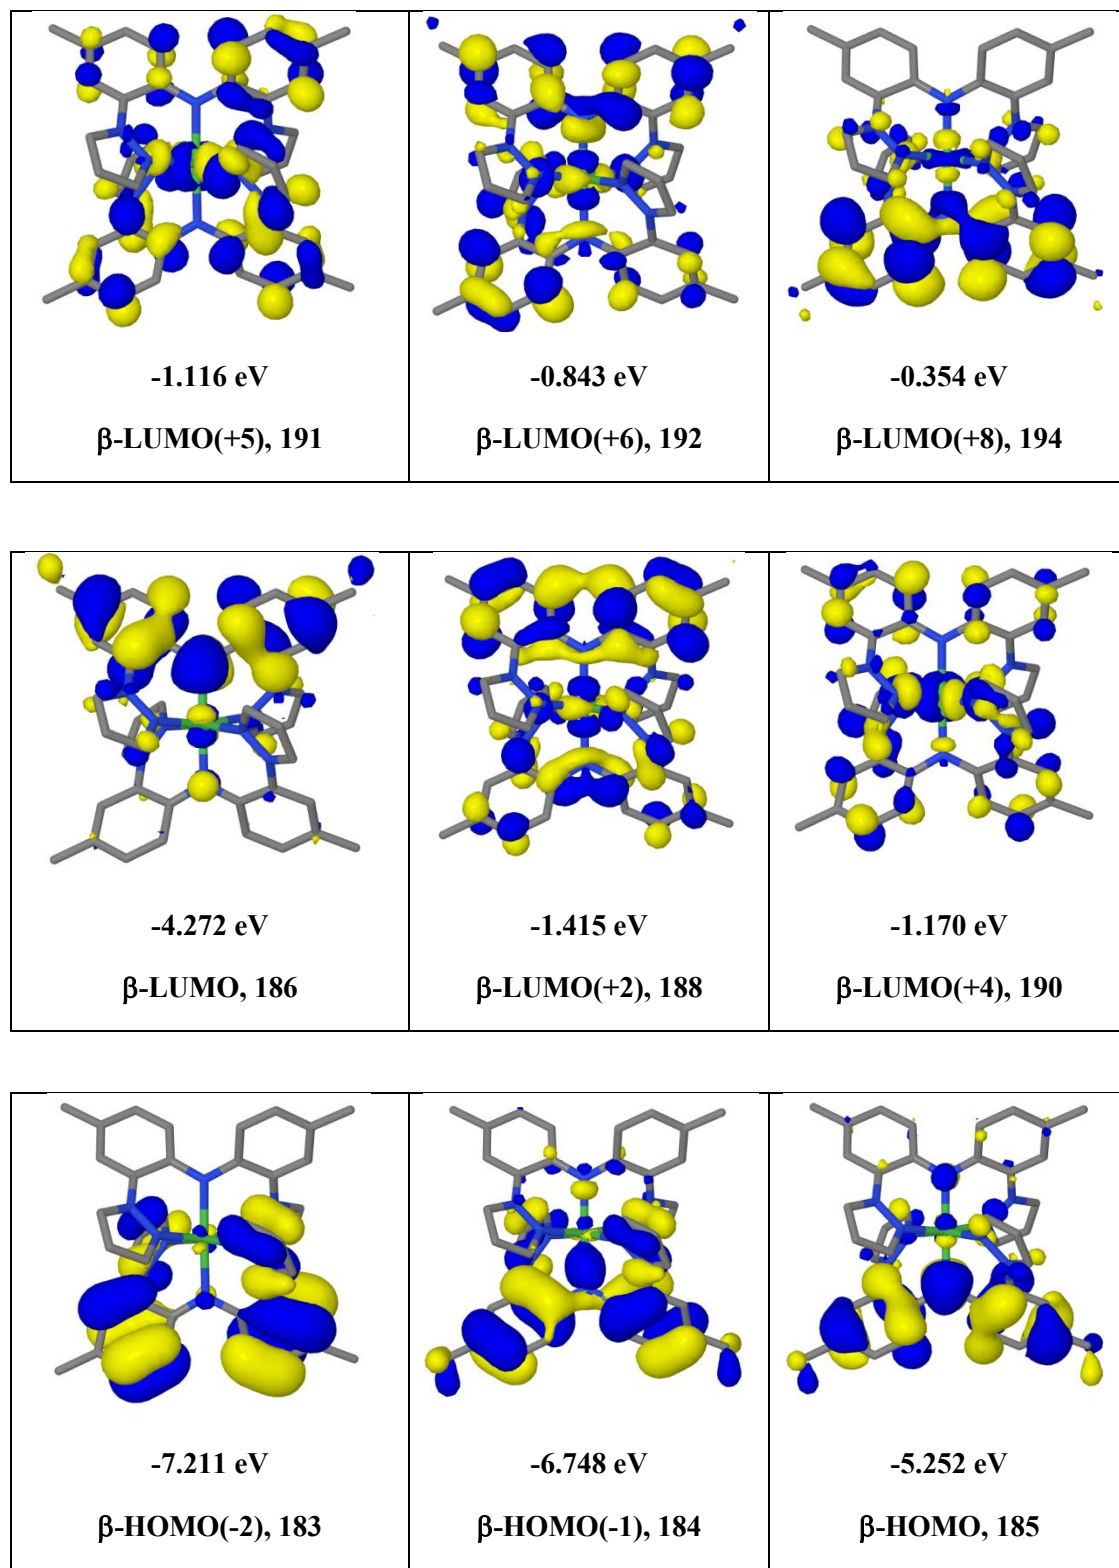 -1.116 eV
β-LUMO(+5), 191
-0.843 eV
β-LUMO(+6), 192
-0.354 eV
β-LUMO(+8), 194
-4.272 eV
β-LUMO, 186
-1.415 eV
β-LUMO(+2), 188
-1.170 eV
β-LUMO(+4), 190
-7.211 eV
β-HOMO(-2), 183
-6.748 eV
β-HOMO(-1), 184
-5.252 eV
β-HOMO, 185